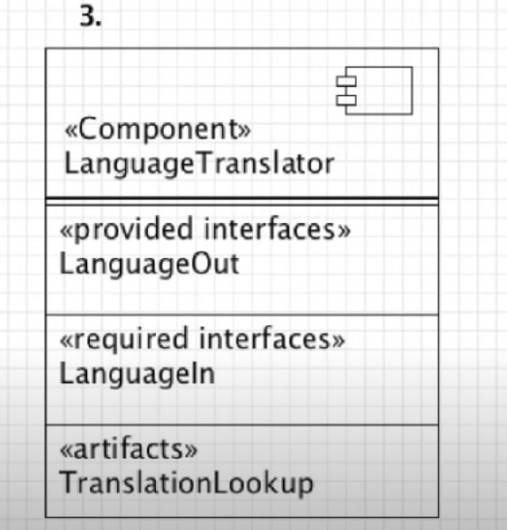 3.
«Component»
LanguageTranslator
«provided interfaces»
LanguageOut
«required interfaces»
LanguageIn
«artifacts»
TranslationLookup